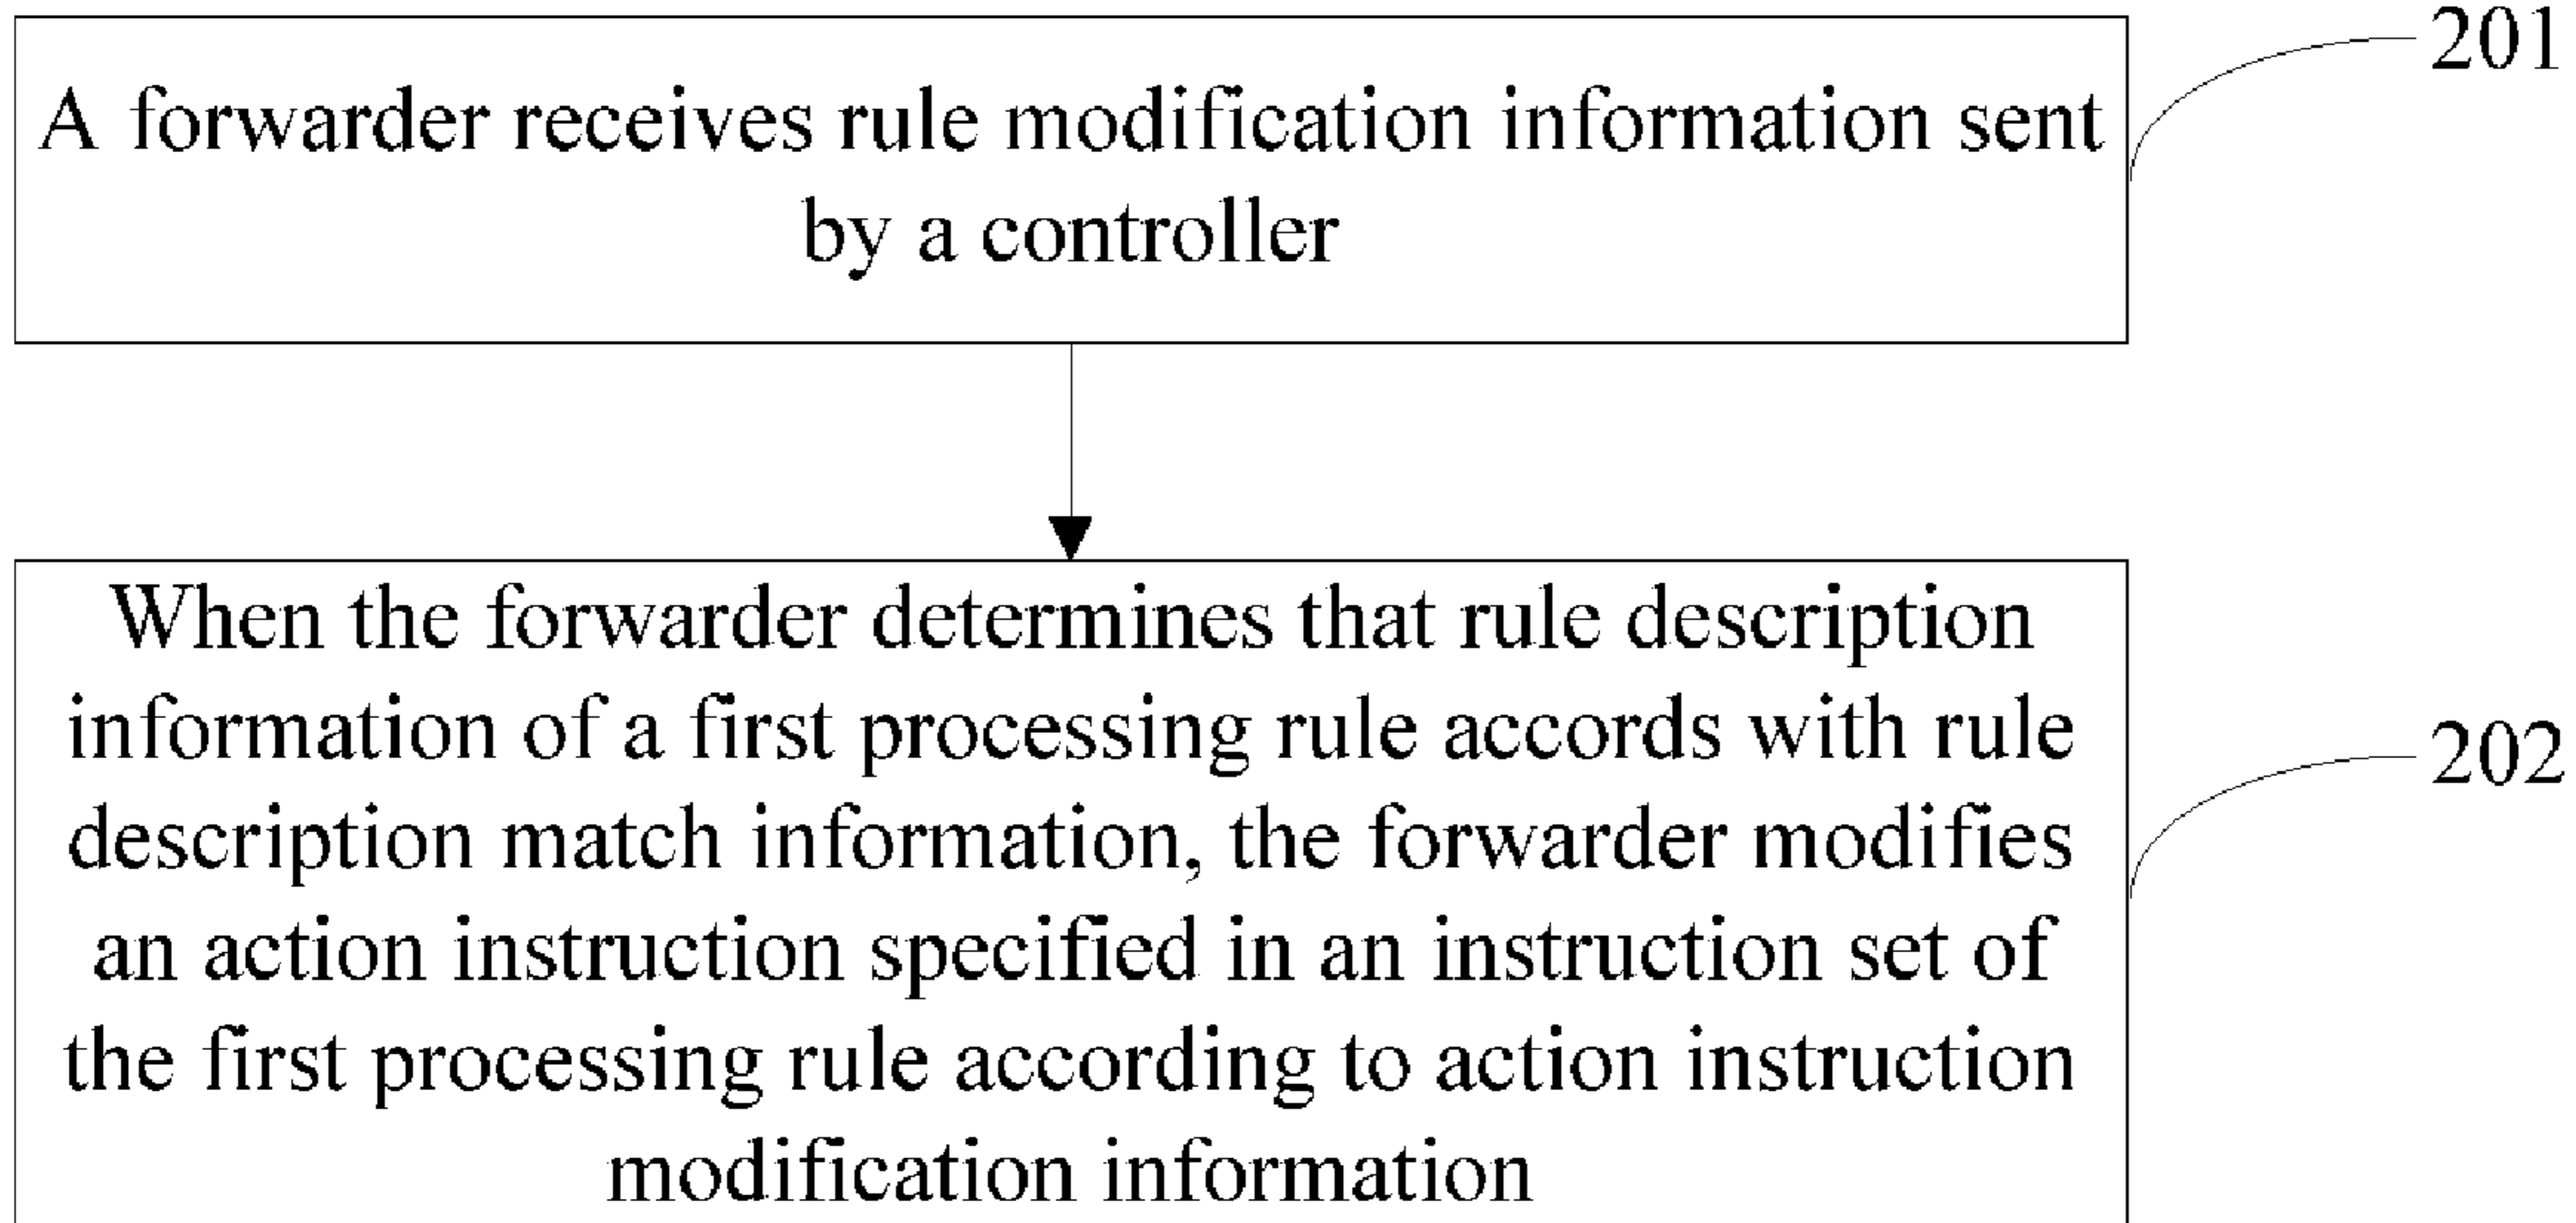 A forwarder receives rule modification information sent
by a controller
201
When the forwarder determines that rule description
information of a first processing rule accords with rule
description match information, the forwarder modifies
an action instruction specified in an instruction set of
the first processing rule according to action instruction
modification information
202